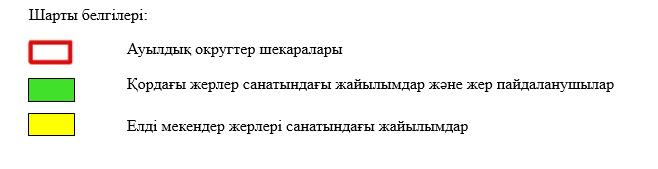 Шарты белгілері:
Ауылдық округтер шекаралары
Қордағы жерлер санатындағы жайылымдар және жер пайдаланушылар
Елді мекендер жерлері санатындағы жайылымдар